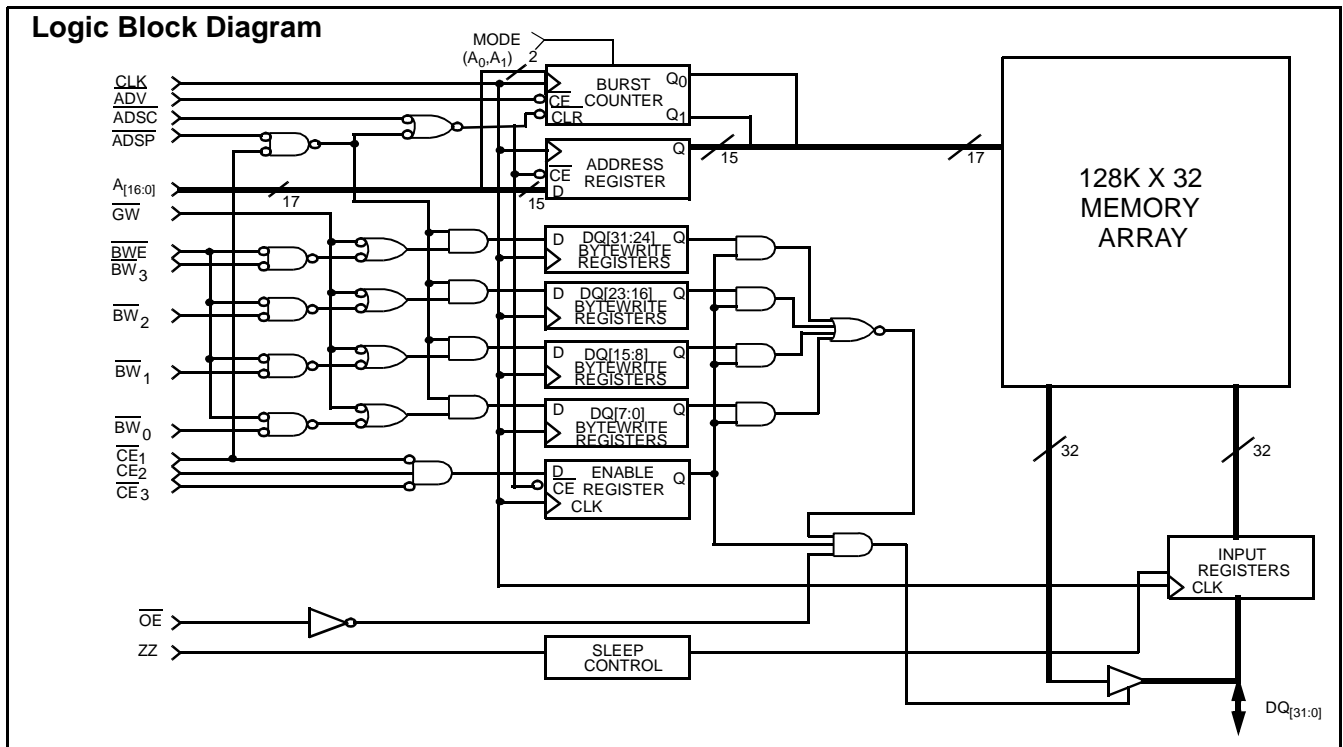 Logic Block Diagram
MODE
(A0,A1) 2
CLK
ADV
ADSC
ADSP
A[16:0]
GW
BWE
BW3
BW2
BW1
BW0
CE1
CE2
CE3
OE
ZZ
17
15
BURST
COUNTER
CE
CLR
Q0
Q1
ADDRESS
REGISTER
CE
D
Q
15
17
D
DQ[31:24]
BYTEWRITE
REGISTERS
Q
D
DQ[23:16]
BYTEWRITE
REGISTERS
Q
D
DQ[15:8]
BYTEWRITE
REGISTERS
Q
D
DQ[7:0]
BYTEWRITE
REGISTERS
Q
D
CE
ENABLE
REGISTER
CLK
Q
SLEEP
CONTROL
128K X 32
MEMORY
ARRAY
32
32
INPUT
REGISTERS
CLK
DQ[31:0]